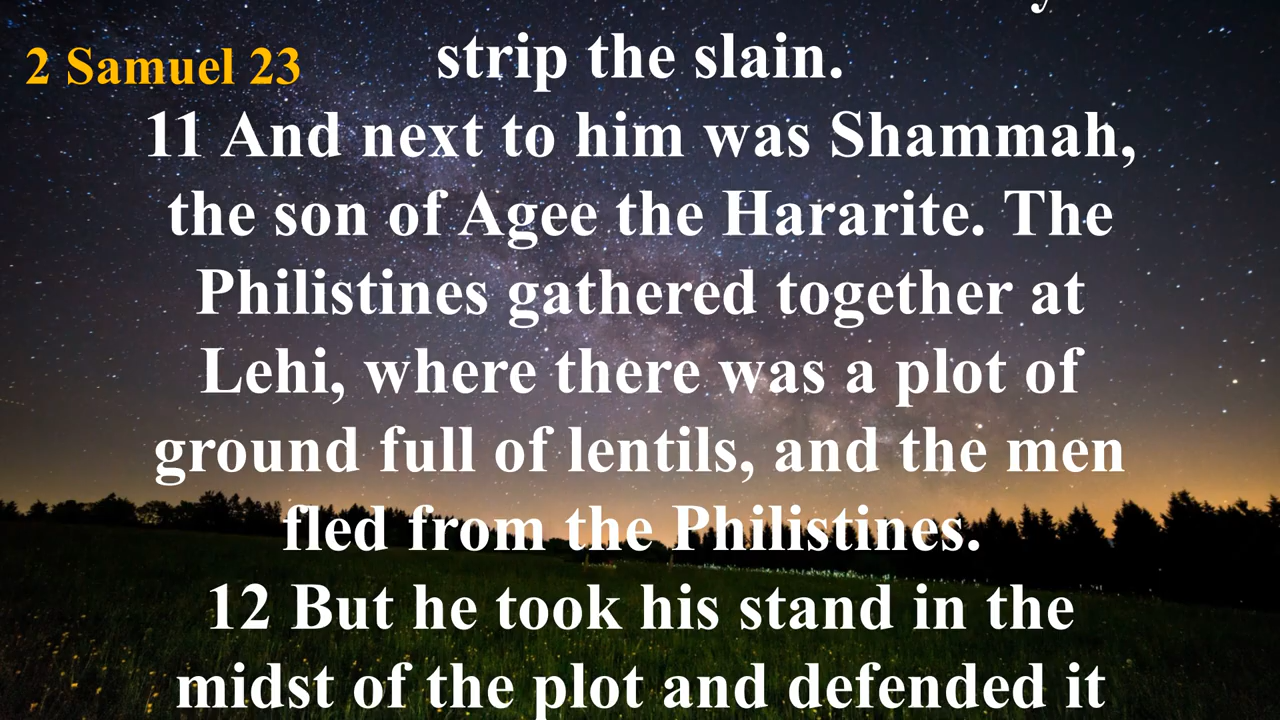 2 Samuel 23
strip the slain.
11 And next to him was Shammah,
the son of Agee the Hararite. The
Philistines gathered together at
Lehi, where there was a plot of
ground full of lentils, and the men
fled from the Philistines.
12 But he took his stand in the
midst of the plot and defended it